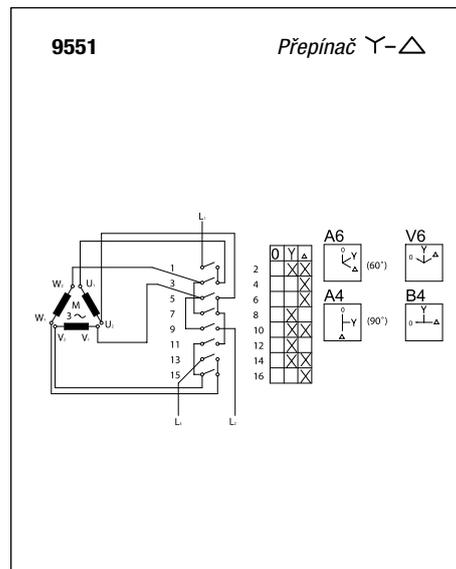 9551
Přepínač Y–△
L₁
1
3
5
7
9
11
13
15
2
4
6
8
10
12
14
16
0 Y △
X X
X
X
X
X X
X
X X
X
A6
0 Y △
(60°)
V6
0 Y △
A4
0 Y △
(90°)
B4
0 Y △
W₂ U₁
M
3 ~
W₁ U₂
V₂ V₁
L₃ L₂